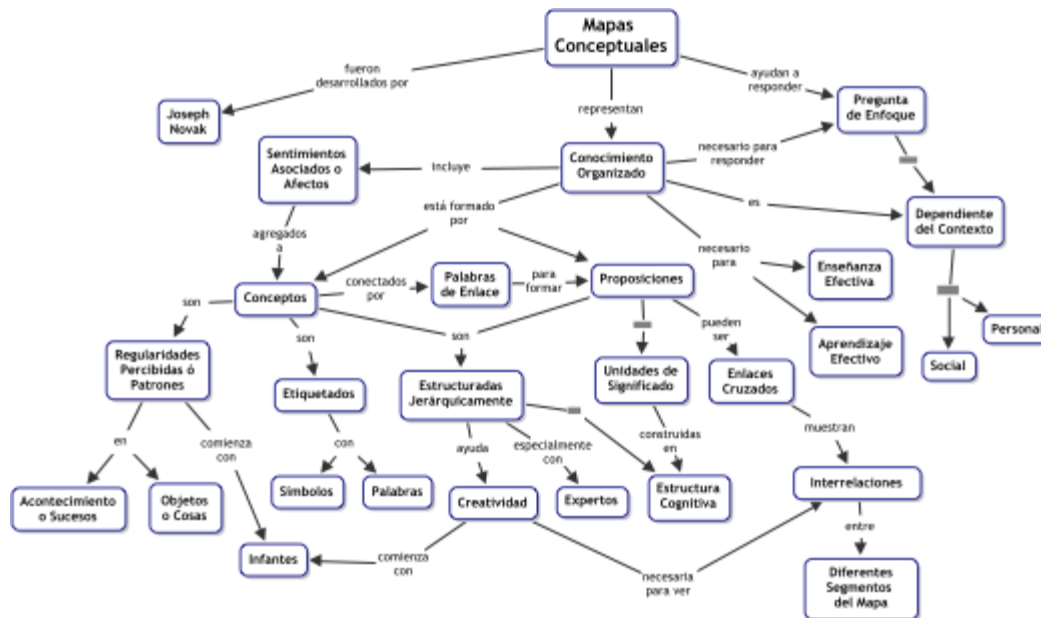 Mapas
Conceptuales
fueron
desarrollados por
ayudan a
responder
representan
Joseph
Novak
Pregunta
de Enfoque
Sentimientos
Asociados o
Afectos
incluye
Conocimiento
Organizado
necesario para
responder
es
Dependiente
del Contexto
está formado
por
agregados
a
necesario
para
Enseñanza
Efectiva
Conceptos
conectados
por
Palabras
de Enlace
para
formar
Proposiciones
son
son
son
pueden
ser
Aprendizaje
Efectivo
Social
Personal
Regularidades
Percibidas ó
Patrones
Etiquetados
Estructuradas
Jerárquicamente
Unidades de
Significado
Enlaces
Cruzados
en
comienza
con
con
ayuda
especialmente
con
construidas
en
muestran
Acontecimiento
o Sucesos
Objetos
o Cosas
Símbolos
Palabras
Creatividad
Expertos
Estructura
Cognitiva
Interrelaciones
Infantes
comienza
con
necesaria
para ver
entre
Diferentes
Segmentos
del Mapa